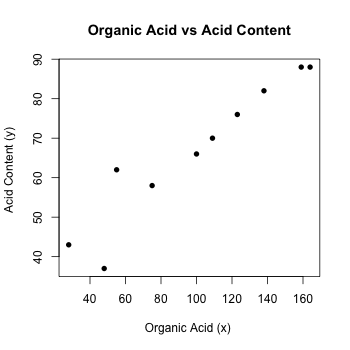 Organic Acid vs Acid Content
Acid Content (y)
90
80
70
60
50
40
40 60 80 100 120 140 160
Organic Acid (x)